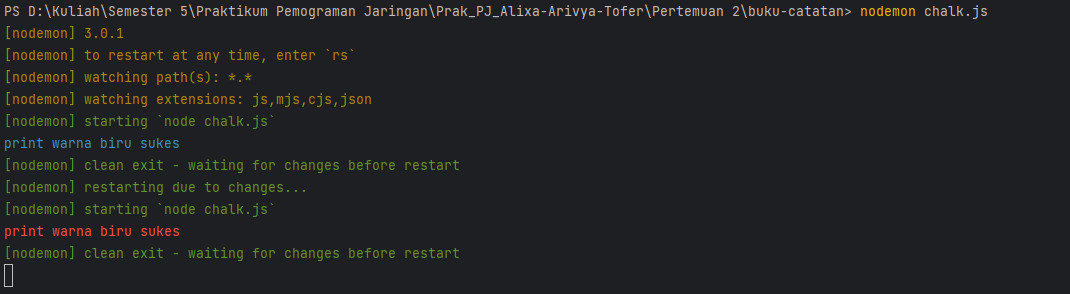 PS D:\Kuliah\Semester 5\Praktikum Pemograman Jaringan\Prak_PJ_Alixa-Arivya-Tofer\Pertemuan 2\buku-catatan> nodemon chalk.js
[nodemon] 3.0.1
[nodemon] to restart at any time, enter `rs`
[nodemon] watching path(s): *.*
[nodemon] watching extensions: js,mjs,cjs,json
[nodemon] starting `node chalk.js`
print warna biru sukes
[nodemon] clean exit - waiting for changes before restart
[nodemon] restarting due to changes...
[nodemon] starting `node chalk.js`
print warna biru sukes
[nodemon] clean exit - waiting for changes before restart